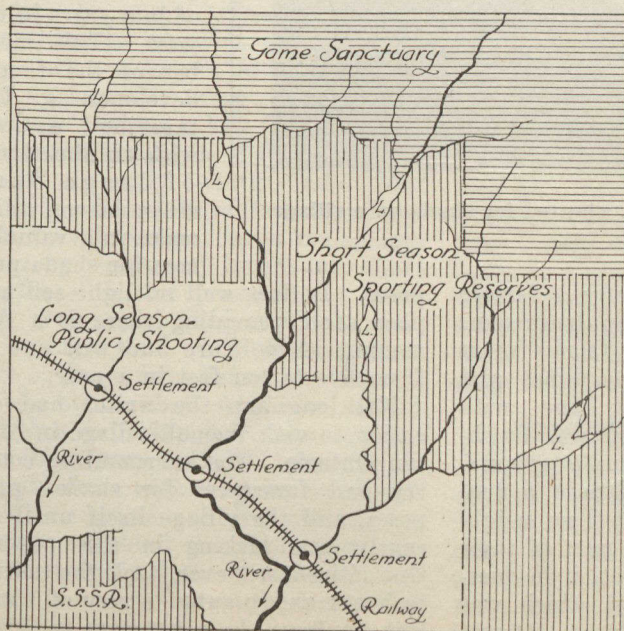 Game Sanctuary
L.
L.
L.
L.
Short Season
Sporting Reserves
Long Season
Public Shooting
L.
Settlement
L.
River
Settlement
Settlement
River
S.S.S.R.
Railway